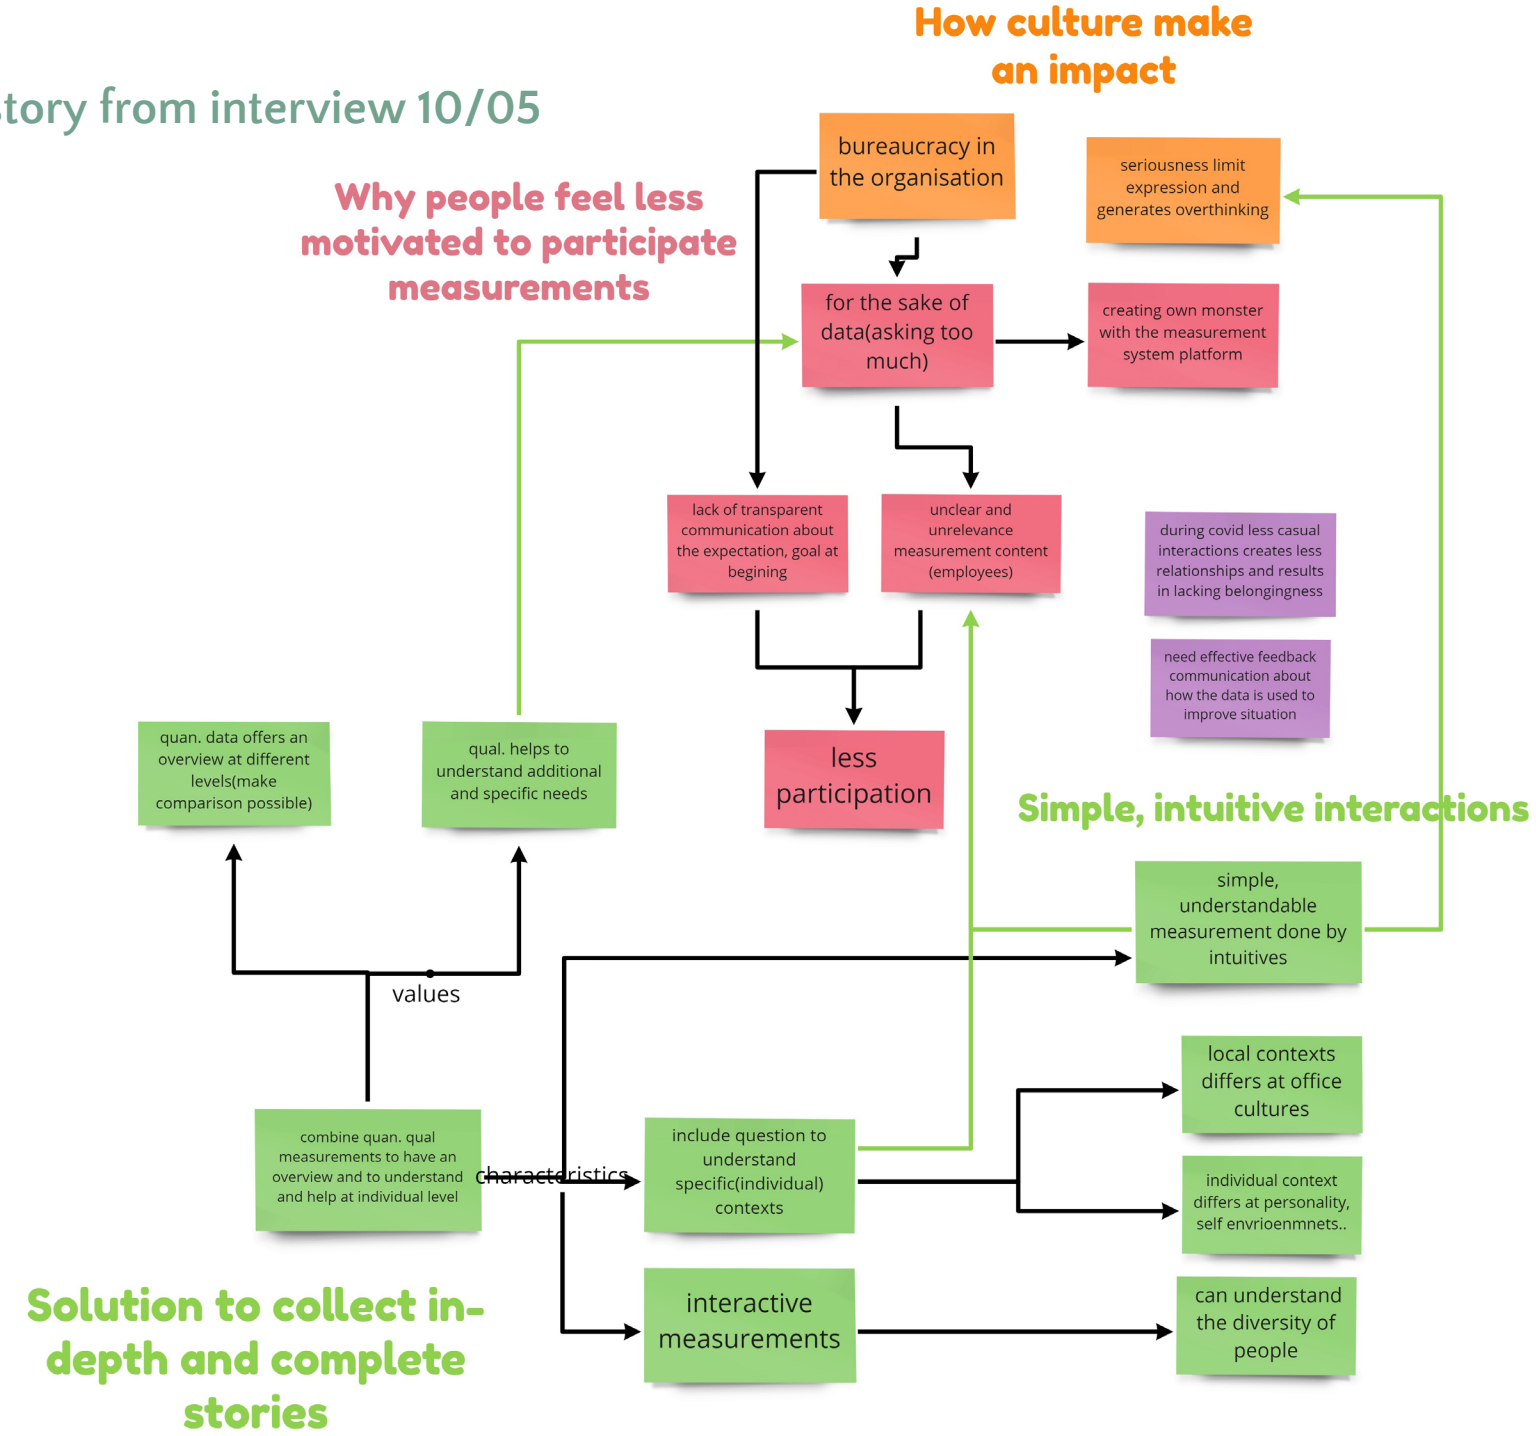 How culture make
an impact
story from interview 10/05
bureaucracy in
the organisation
seriousness limit
expression and
generates overthinking
Why people feel less
motivated to participate
measurements
for the sake of
data(asking too
much)
creating own monster
with the measurement
system platform
lack of transparent
communication about
the expectation, goal at
begining
unclear and
unrelevance
measurement content
(employees)
during covid less casual
interactions creates less
relationships and results
in lacking belongingness
need effective feedback
communication about
how the data is used to
improve situation
quan. data offers an
overview at different
levels(make
comparison possible)
qual. helps to
understand additional
and specific needs
less
participation
Simple, intuitive interactions
simple,
understandable
measurement done by
intuitives
values
local contexts
differs at office
cultures
combine quan. qual
measurements to have an
overview and to understand
and help at individual level
characteristics
include question to
understand
specific(individual)
contexts
individual context
differs at personality,
self envrioenmnets..
Solution to collect in-
depth and complete
stories
interactive
measurements
can understand
the diversity of
people